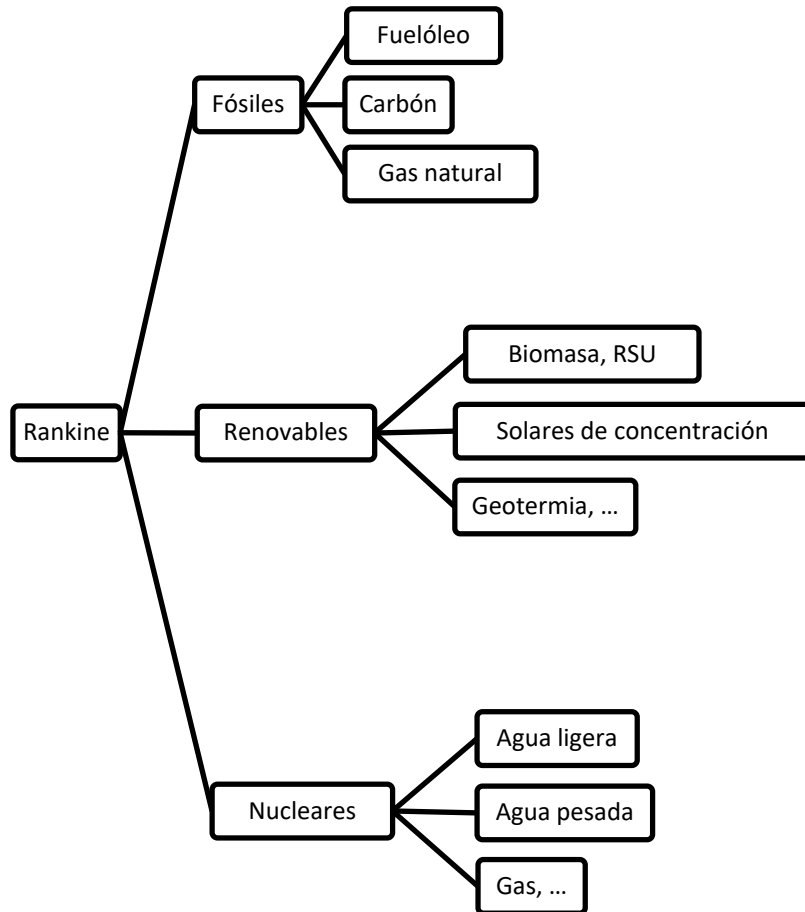 Rankine
Fósiles
Fuelóleo
Carbón
Gas natural
Renovables
Biomasa, RSU
Solares de concentración
Geotermia, ...
Nucleares
Agua ligera
Agua pesada
Gas, ...